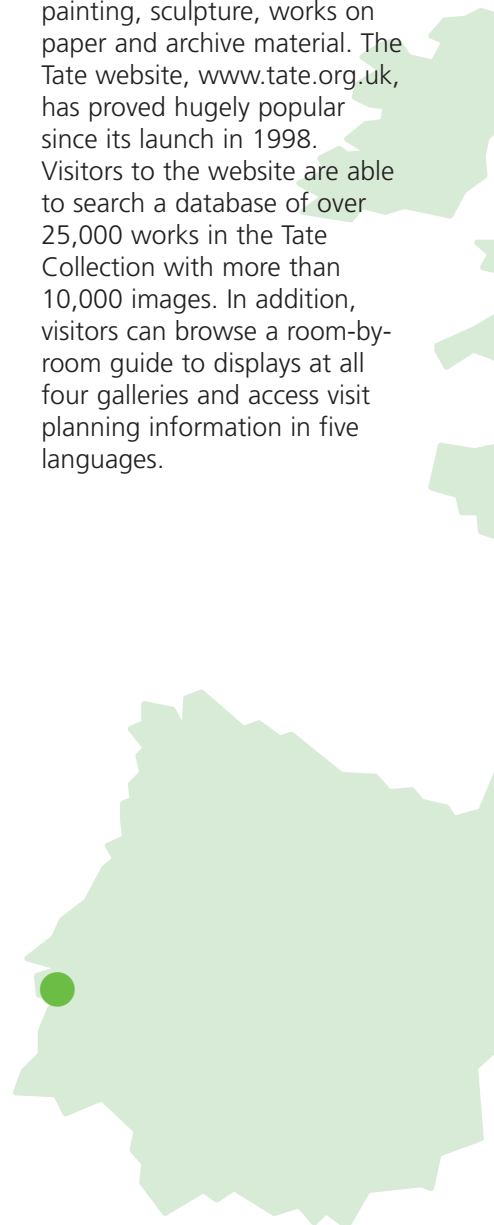 painting, sculpture, works on
paper and archive material. The
Tate website, www.tate.org.uk,
has proved hugely popular
since its launch in 1998.
Visitors to the website are able
to search a database of over
25,000 works in the Tate
Collection with more than
10,000 images. In addition,
visitors can browse a room-by-
room guide to displays at all
four galleries and access visit
planning information in five
languages.